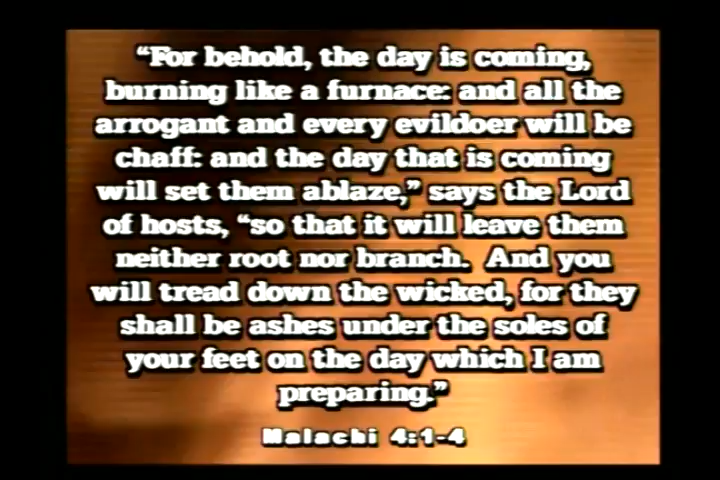 “For behold, the day is coming,
burning like a furnace: and all the
arrogant and every evildoer will be
chaff: and the day that is coming
will set them ablaze,” says the Lord
of hosts, “so that it will leave them
neither root nor branch.  And you
will tread down the wicked, for they
shall be ashes under the soles of
your feet on the day which I am
preparing.”
Malachi 4:1-4